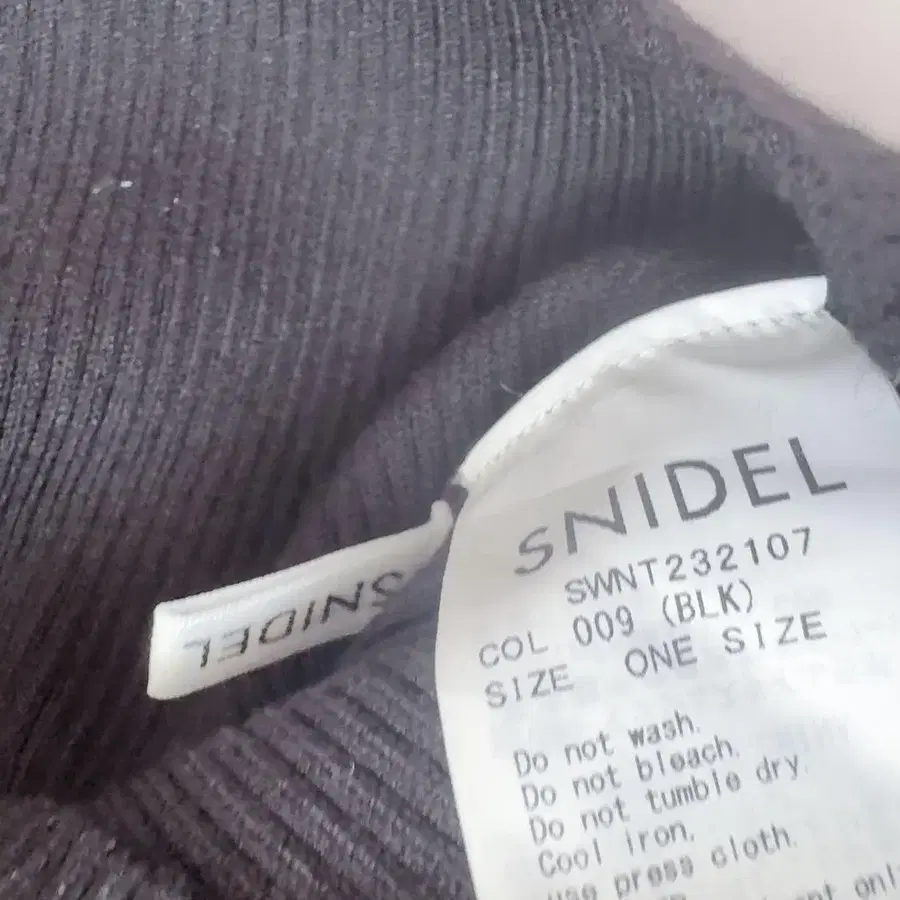 SNIDEL
SWNT232107
COL 009 (BLK)
SIZE ONE SIZE
Do not wash.
Do not bleach.
Do not tumble dry.
Cool iron.
use press cloth.
SNIDEL